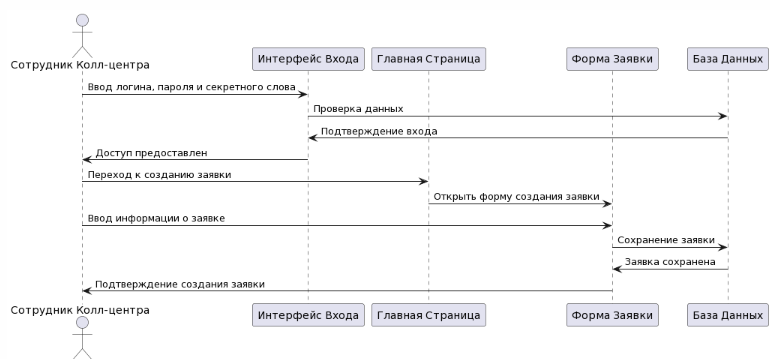 Сотрудник Колл-центра
Интерфейс Входа
Главная Страница
Форма Заявки
База Данных
Ввод логина, пароля и секретного слова
Проверка данных
Подтверждение входа
Доступ предоставлен
Переход к созданию заявки
Открыть форму создания заявки
Ввод информации о заявке
Сохранение заявки
Заявка сохранена
Подтверждение создания заявки
Сотрудник Колл-центра
Интерфейс Входа
Главная Страница
Форма Заявки
База Данных